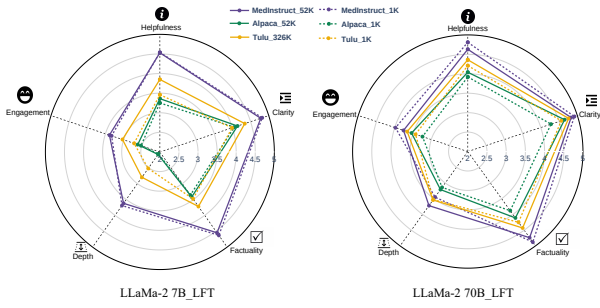 MedInstruct_52K
MedInstruct_1K
Alpaca_52K
Alpaca_1K
Tulu_326K
Tulu_1K
Helpfulness
Clarity
Factuality
Depth
Engagement
2 2.5 3 3.5 4 4.5 5
LLaMa-2 7B_LFT
Helpfulness
Clarity
Factuality
Depth
Engagement
2 2.5 3 3.5 4 4.5 5
LLaMa-2 70B_LFT